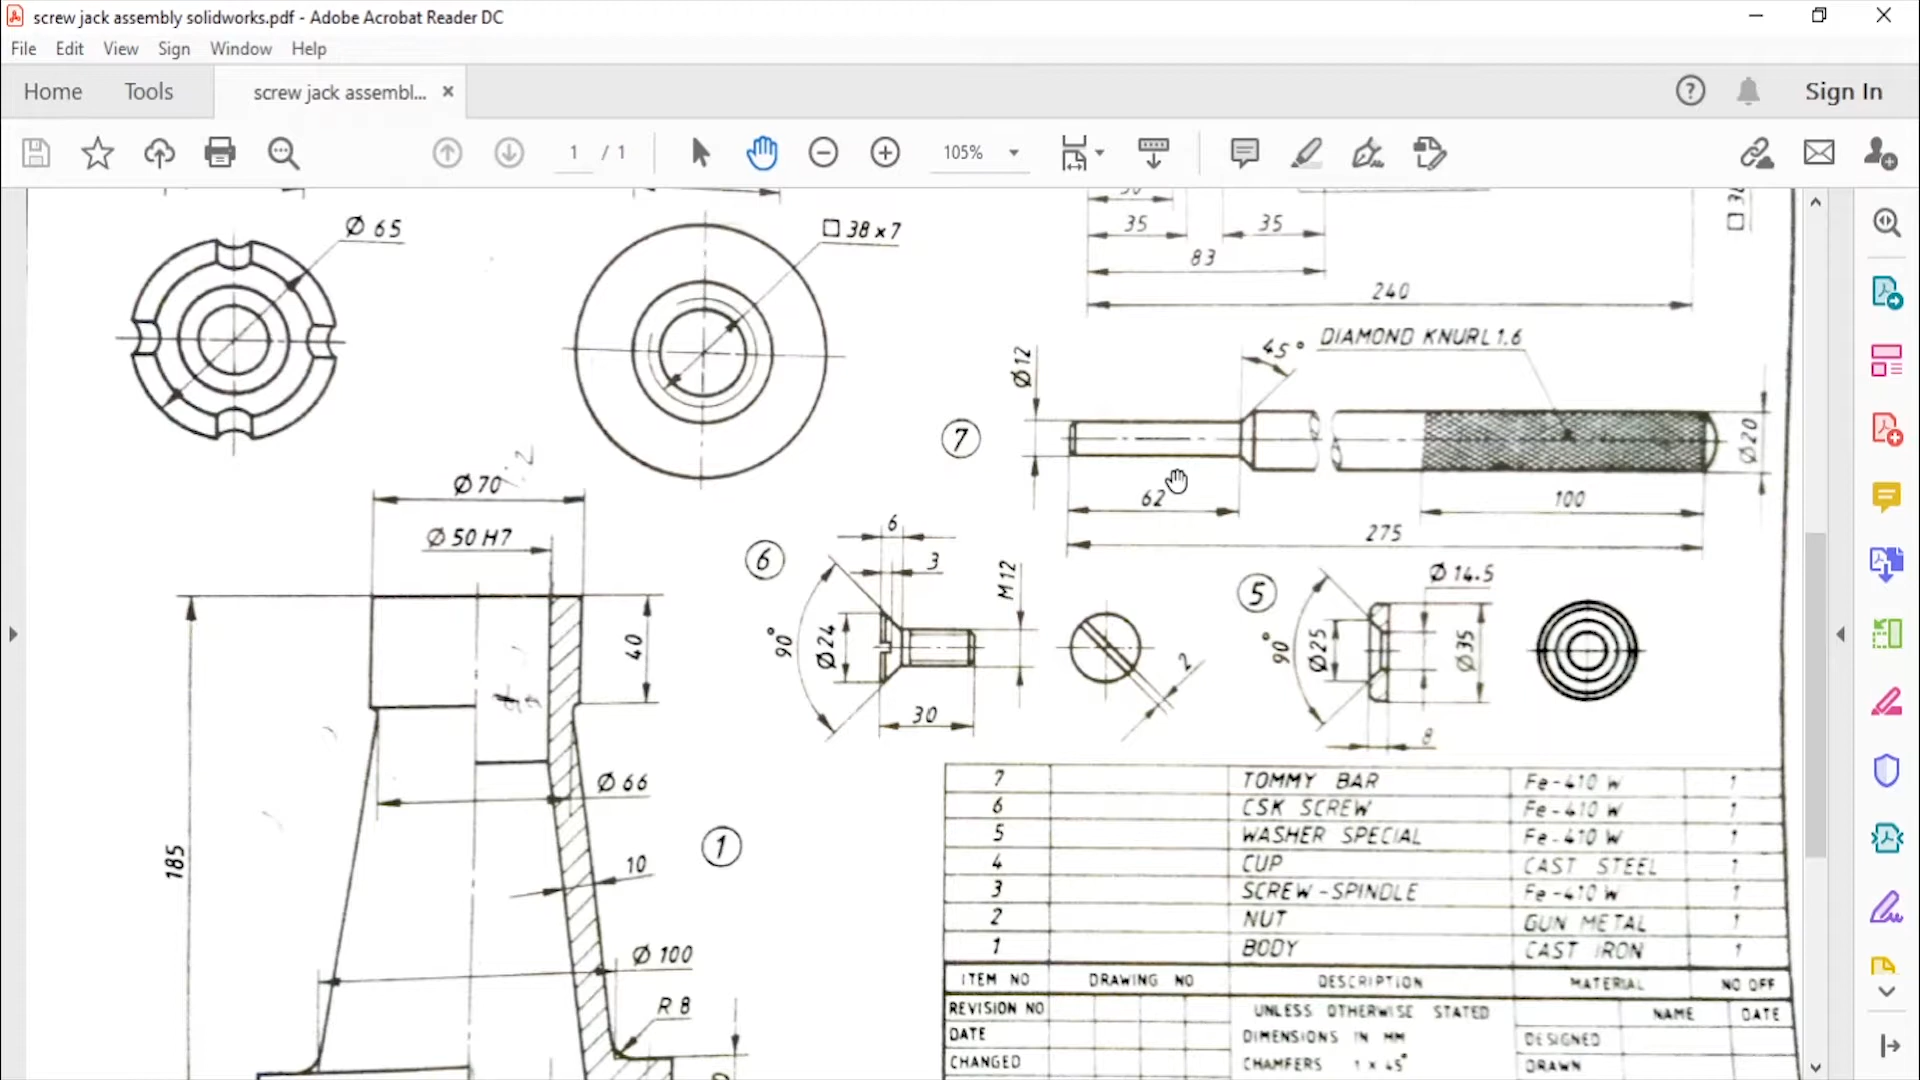 screw jack assembly solidworks.pdf - Adobe Acrobat Reader DC
File Edit View Sign Window Help
Home Tools screw jack assembl... Sign In
1 / 1 105%
Ø 65
□ 38 x 7
35 35
83
240
DIAMOND KNURL 1.6
45°
Ø12
7
Ø20
62
100
275
Ø 70
Ø 50 H7
40
185
Ø 66
1
10
Ø 100
R 8
6
6
3
M12
90°
Ø24
30
2
5
Ø 14.5
90°
Ø25
Ø35
8
7 TOMMY BAR Fe-410 W 1
6 CSK SCREW Fe-410 W 1
5 WASHER SPECIAL Fe-410 W 1
4 CUP CAST STEEL 1
3 SCREW-SPINDLE Fe-410 W 1
2 NUT GUN METAL 1
1 BODY CAST IRON 1
ITEM NO DRAWING NO DESCRIPTION MATERIAL NO OFF
REVISION NO UNLESS OTHERWISE STATED NAME DATE
DATE DIMENSIONS IN MM DESIGNED
CHANGED CHAMFERS 1 x 45° DRAWN